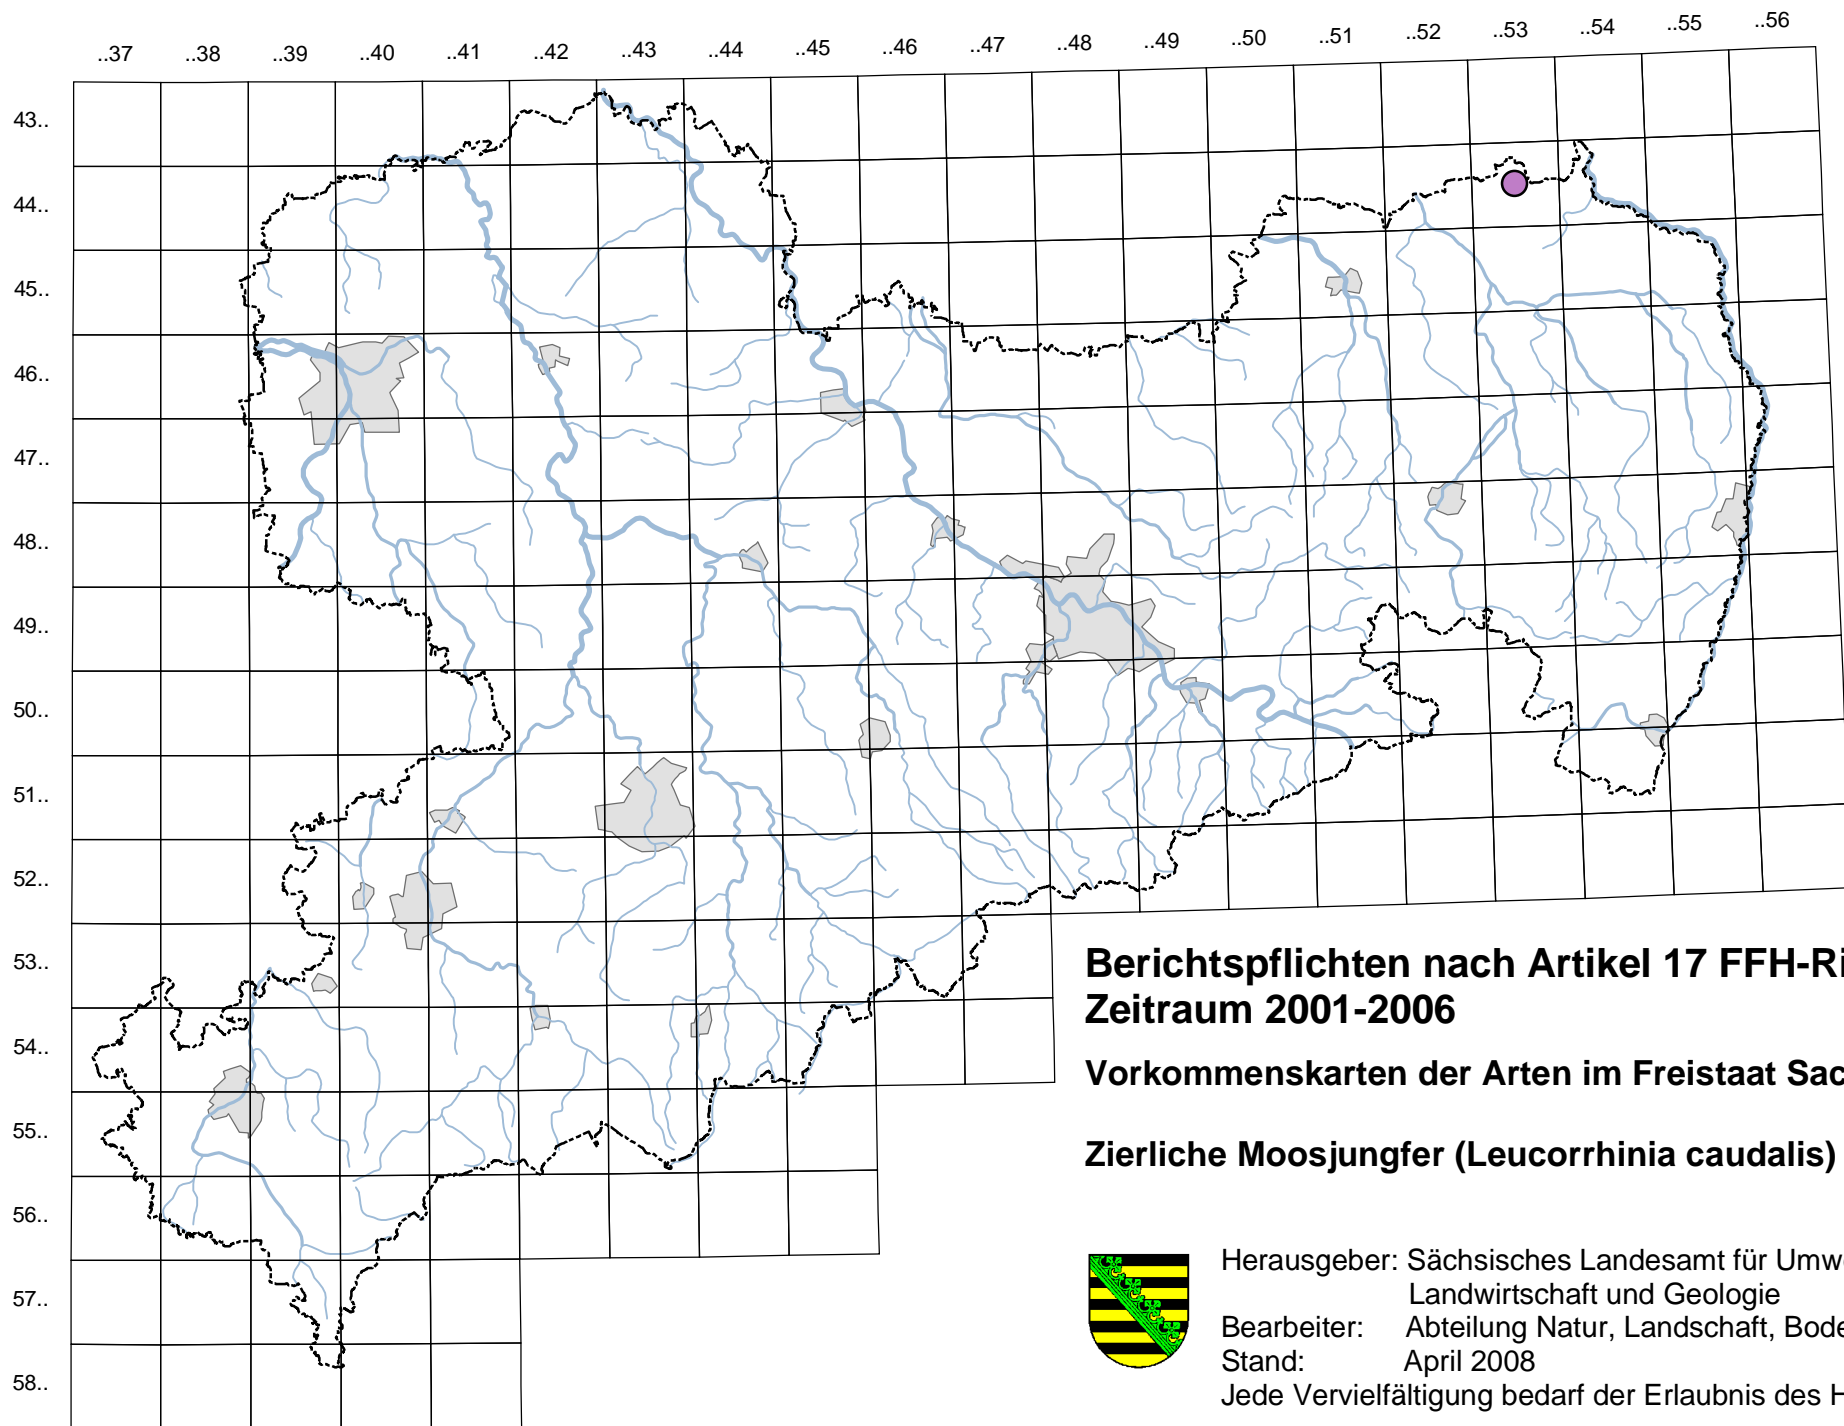 ..37 ..38 ..39 ..40 ..41 ..42 ..43 ..44 ..45 ..46 ..47 ..48 ..49 ..50 ..51 ..52 ..53 ..54 ..55 ..56
43..
44..
45..
46..
47..
48..
49..
50..
51..
52..
53..
54..
55..
56..
57..
58..
Berichtspflichten nach Artikel 17 FFH-Ri
Zeitraum 2001-2006
Vorkommenskarten der Arten im Freistaat Sac
Zierliche Moosjungfer (Leucorrhinia caudalis)
Herausgeber: Sächsisches Landesamt für Umwe
Landwirtschaft und Geologie
Bearbeiter: Abteilung Natur, Landschaft, Bode
Stand: April 2008
Jede Vervielfältigung bedarf der Erlaubnis des H